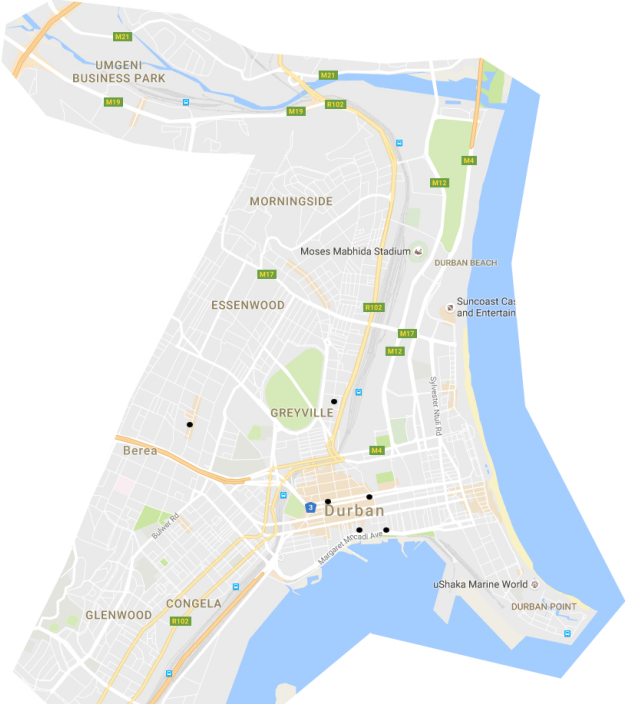 M21
UMGENI
BUSINESS PARK
M21
M19
R102
M19
M4
M12
MORNINGSIDE
Moses Mabhida Stadium
DURBAN BEACH
M17
ESSENWOOD
Suncoast Cas
and Entertain
R102
M17
M12
Sylvester Ntuli Rd
GREYVILLE
Berea
M4
3
Durban
Bulwer Rd
Margaret Mncadi Ave
uShaka Marine World
CONGELA
DURBAN POINT
GLENWOOD
R102